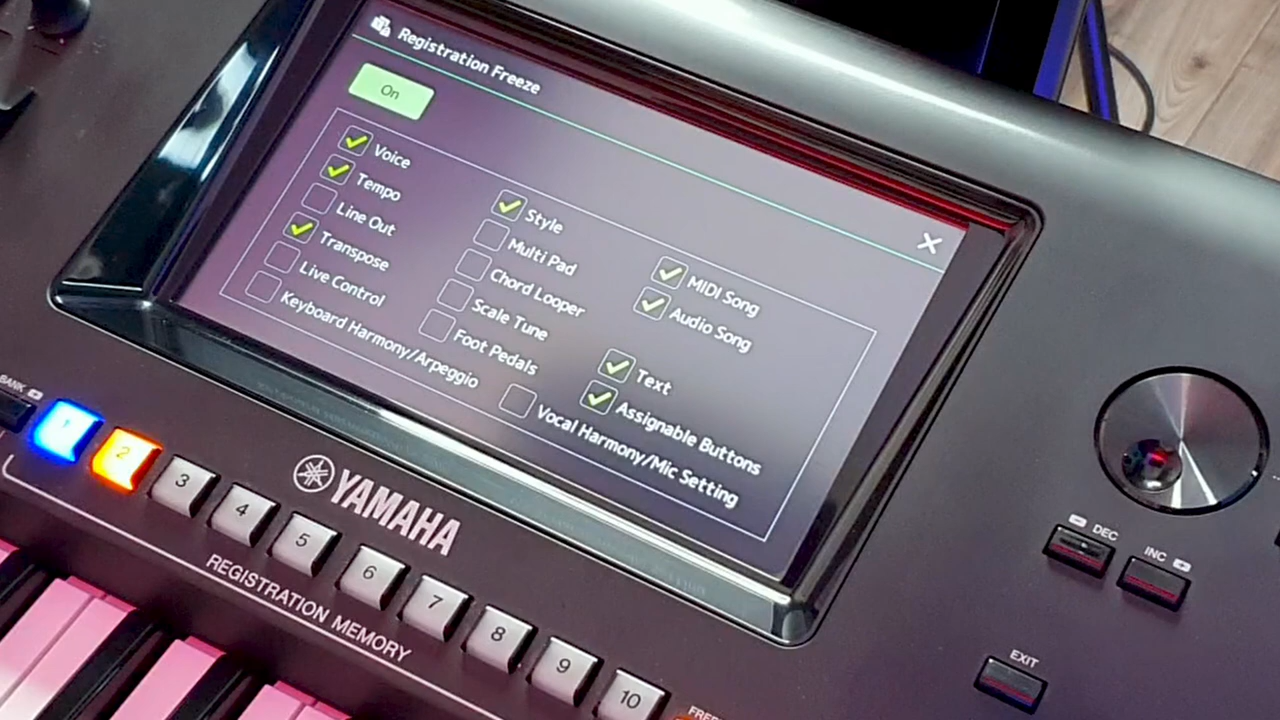 Registration Freeze
On
Voice
Tempo
Line Out
Transpose
Live Control
Keyboard Harmony/Arpeggio
Style
Multi Pad
Chord Looper
Scale Tune
Foot Pedals
Vocal Harmony/Mic Setting
MIDI Song
Audio Song
Text
Assignable Buttons
BANK
1
2
3
4
5
6
7
8
9
10
YAMAHA
REGISTRATION MEMORY
DEC
INC
EXIT